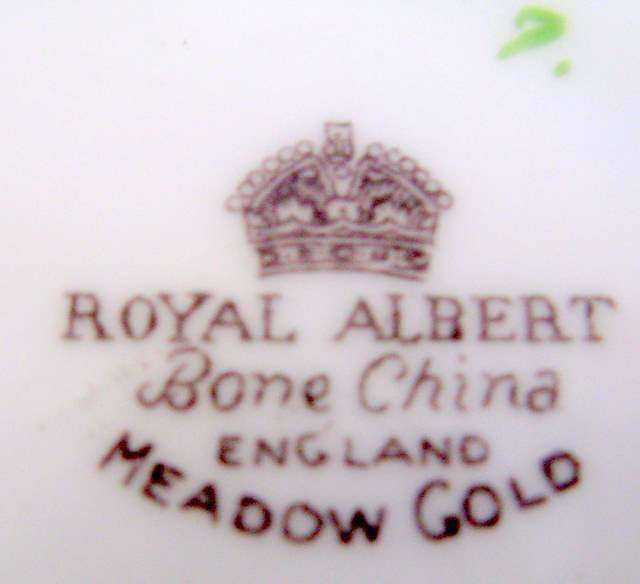 ROYAL ALBERT
Bone China
ENGLAND
MEADOW GOLD